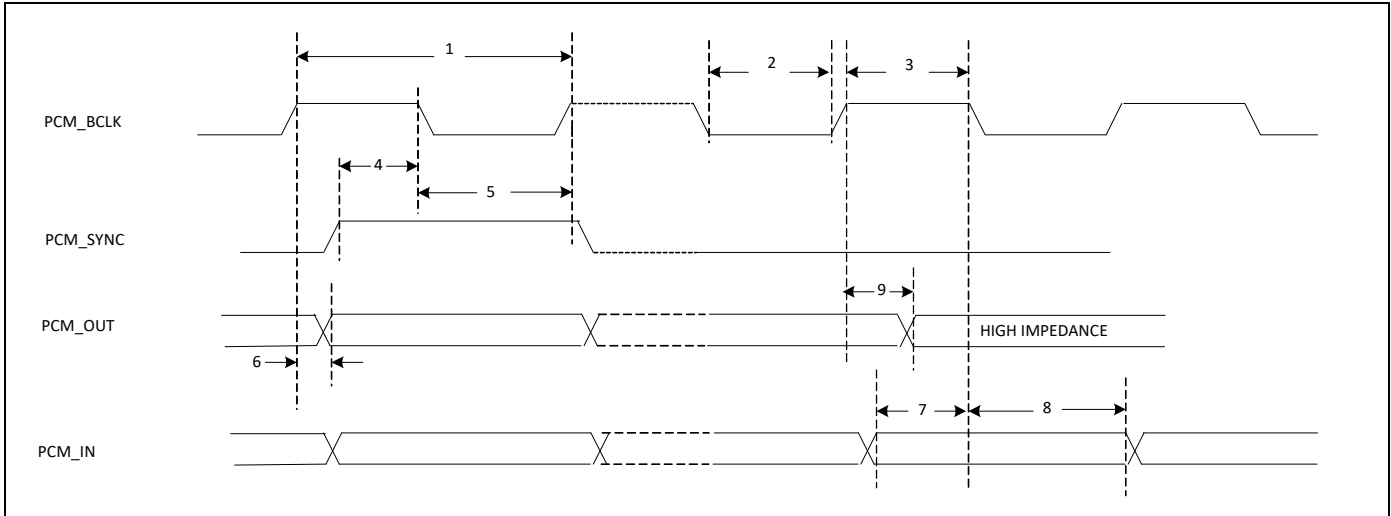 1
2
3
PCM_BCLK
4
5
PCM_SYNC
9
PCM_OUT
HIGH IMPEDANCE
6
7
8
PCM_IN